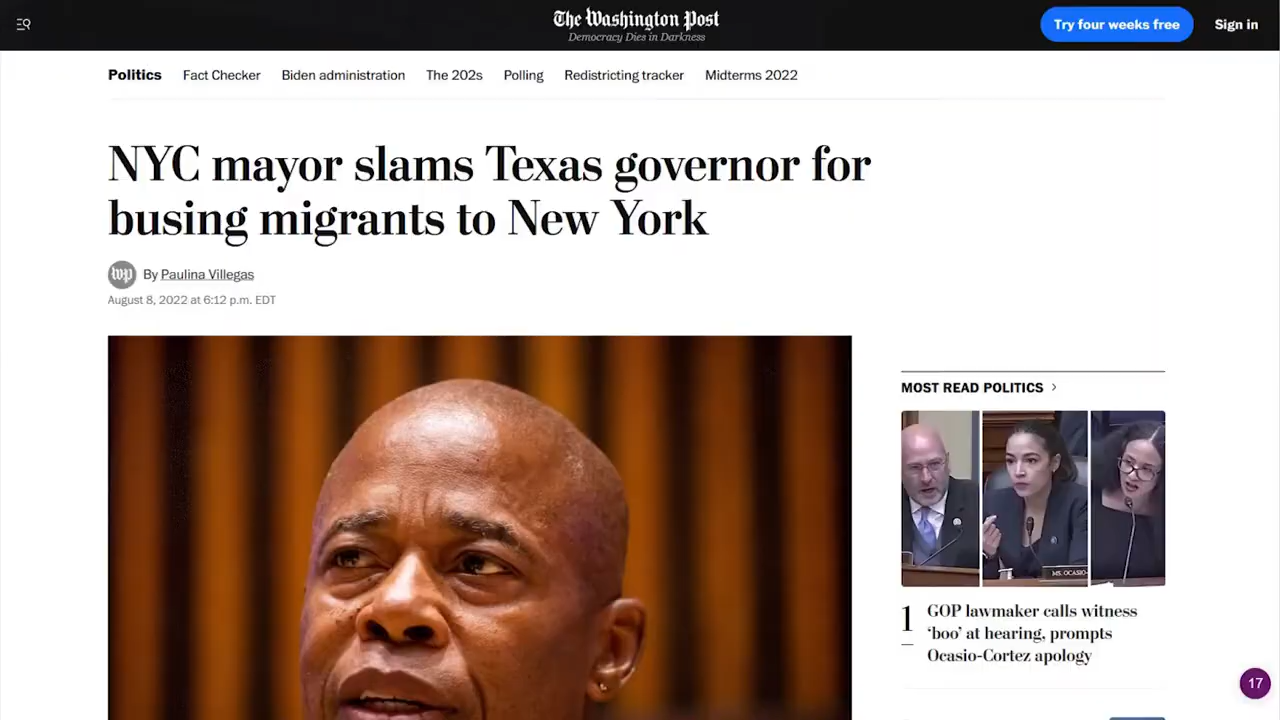 The Washington Post
Democracy Dies in Darkness
Try four weeks free
Sign in
Politics
Fact Checker
Biden administration
The 202s
Polling
Redistricting tracker
Midterms 2022
NYC mayor slams Texas governor for
busing migrants to New York
wp
By Paulina Villegas
August 8, 2022 at 6:12 p.m. EDT
MOST READ POLITICS >
MS. OCASIO-
1
GOP lawmaker calls witness
‘boo’ at hearing, prompts
Ocasio-Cortez apology
17